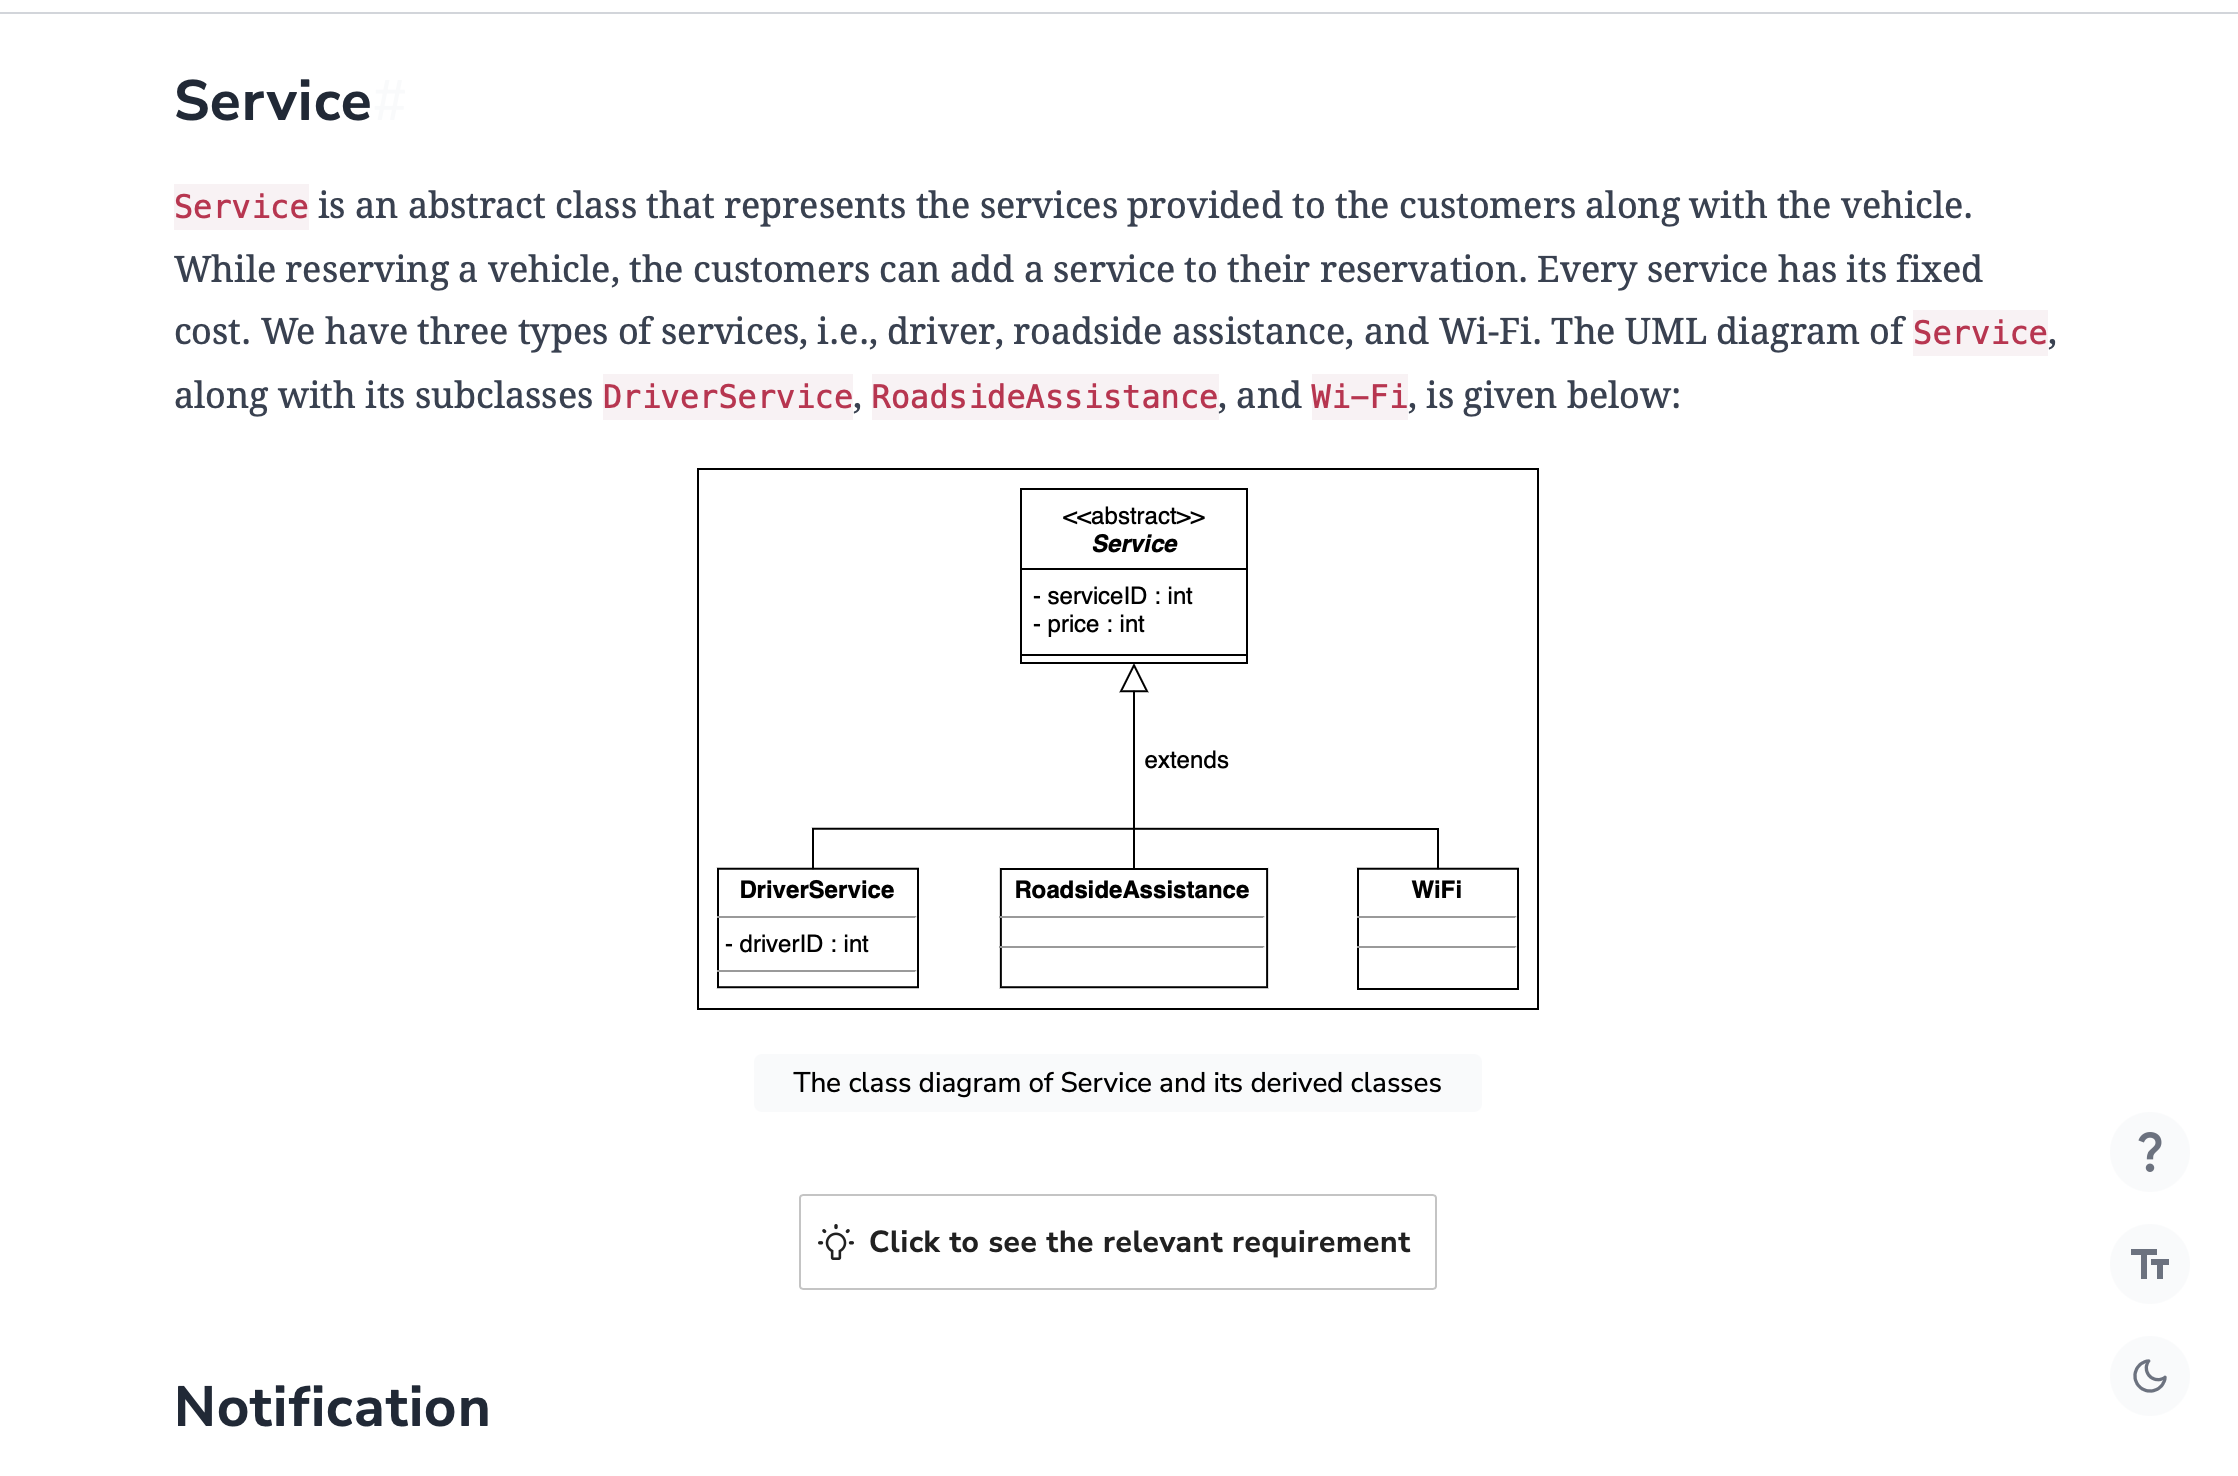 Service#
Service is an abstract class that represents the services provided to the customers along with the vehicle.
While reserving a vehicle, the customers can add a service to their reservation. Every service has its fixed
cost. We have three types of services, i.e., driver, roadside assistance, and Wi-Fi. The UML diagram of Service,
along with its subclasses DriverService, RoadsideAssistance, and Wi-Fi, is given below:
<<abstract>>
Service
- serviceID : int
- price : int
extends
DriverService
- driverID : int
RoadsideAssistance
WiFi
The class diagram of Service and its derived classes
?
Click to see the relevant requirement
Tт
Notification